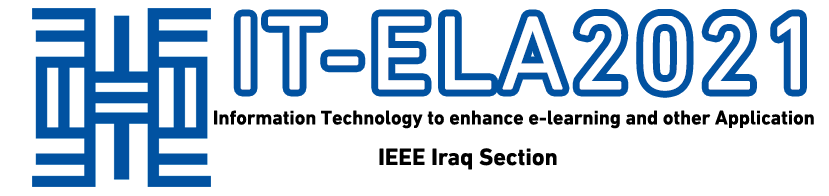 IT-ELA2021
Information Technology to enhance e-learning and other Application
IEEE Iraq Section